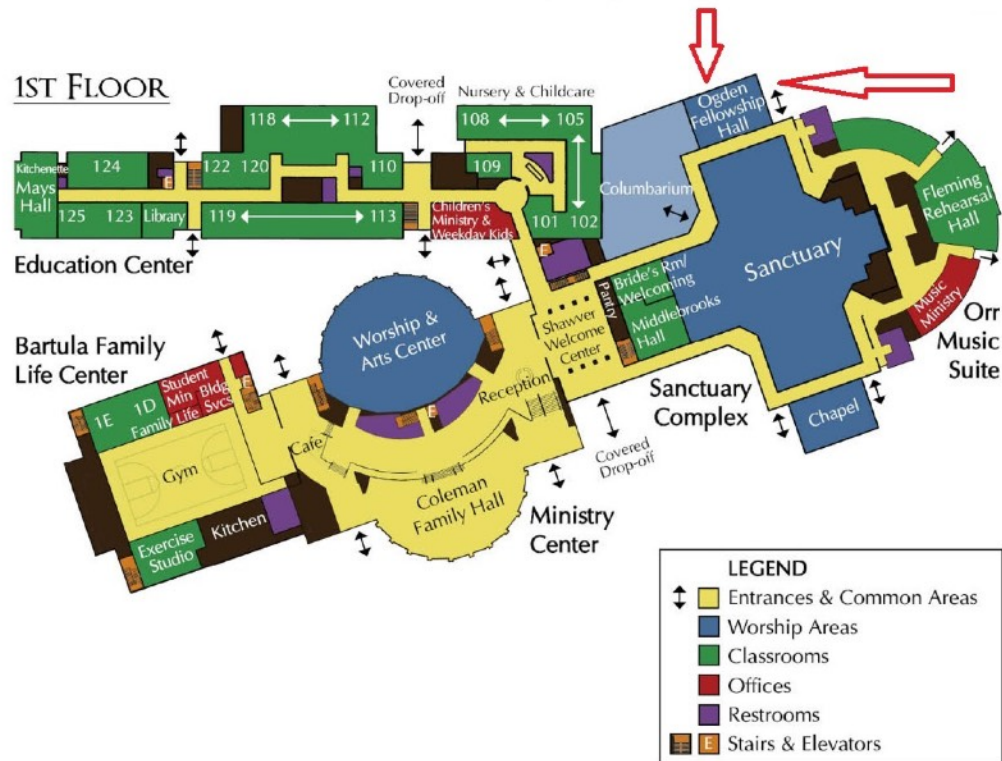 1ST FLOOR
Covered
Drop-off
Nursery & Childcare
118
112
108
105
Ogden
Fellowship
Hall
Kitchenette
124
E
122
120
110
109
Mays
Hall
125
123
Library
119
113
Children's
Ministry &
Weekday Kids
101
102
Columbarium
Fleming
Rehearsal
Hall
Education Center
E
Bride's Rm/
Welcoming
Sanctuary
Pantry
Middlebrooks
Hall
Music
Ministry
Orr
Music
Suite
Worship &
Arts Center
Shawver
Welcome
Center
Bartula Family
Life Center
Student
Min
Bldg
Svcs
E
1E
1D
Family
Life
Reception
E
Sanctuary
Complex
Chapel
Cafe
Gym
Covered
Drop-off
Coleman
Family Hall
Kitchen
Exercise
Studio
Ministry
Center
LEGEND
Entrances & Common Areas
Worship Areas
Classrooms
Offices
Restrooms
E Stairs & Elevators